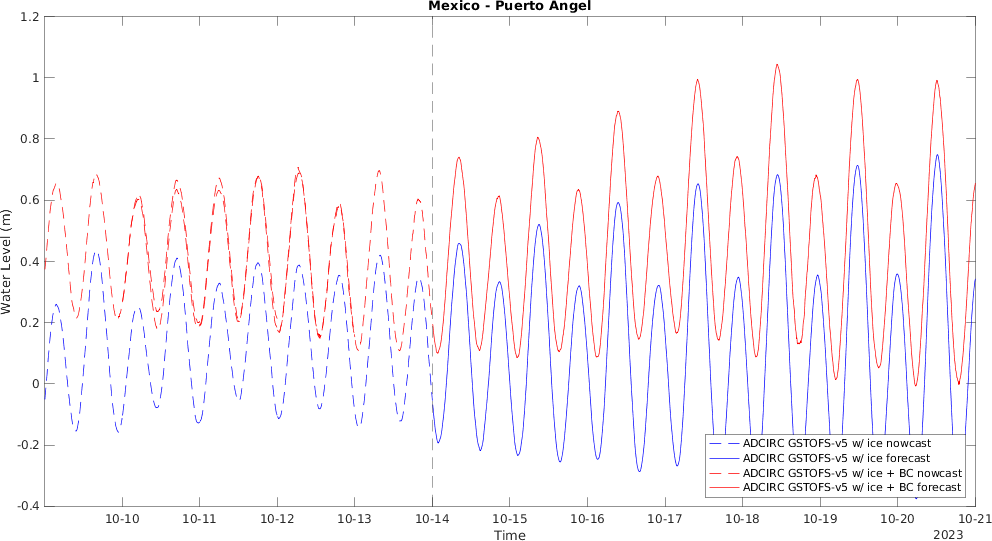 Mexico - Puerto Angel
1.2
1
0.8
0.6
0.4
0.2
0
-0.2
-0.4
Water Level (m)
ADCIRC GSTOFS-v5 w/ ice nowcast
ADCIRC GSTOFS-v5 w/ ice forecast
ADCIRC GSTOFS-v5 w/ ice + BC nowcast
ADCIRC GSTOFS-v5 w/ ice + BC forecast
10-10 10-11 10-12 10-13 10-14 10-15 10-16 10-17 10-18 10-19 10-20 10-21
Time
2023